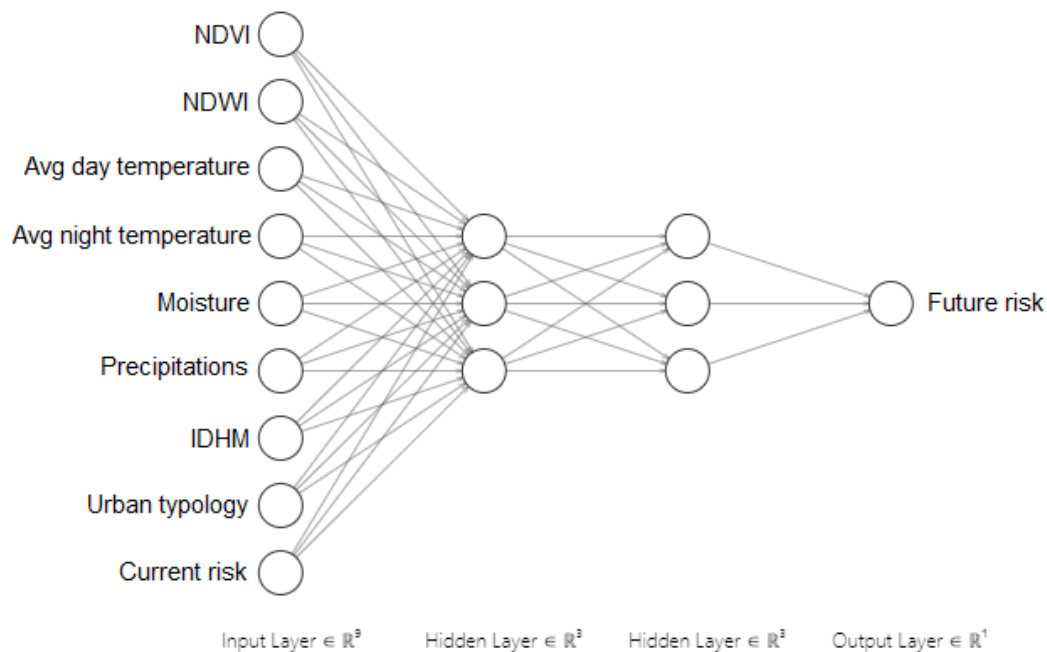 NDVI
NDWI
Avg day temperature
Avg night temperature
Moisture
Precipitations
IDHM
Urban typology
Current risk
Future risk
Input Layer ∈ ℝ⁹
Hidden Layer ∈ ℝ³
Hidden Layer ∈ ℝ³
Output Layer ∈ ℝ¹